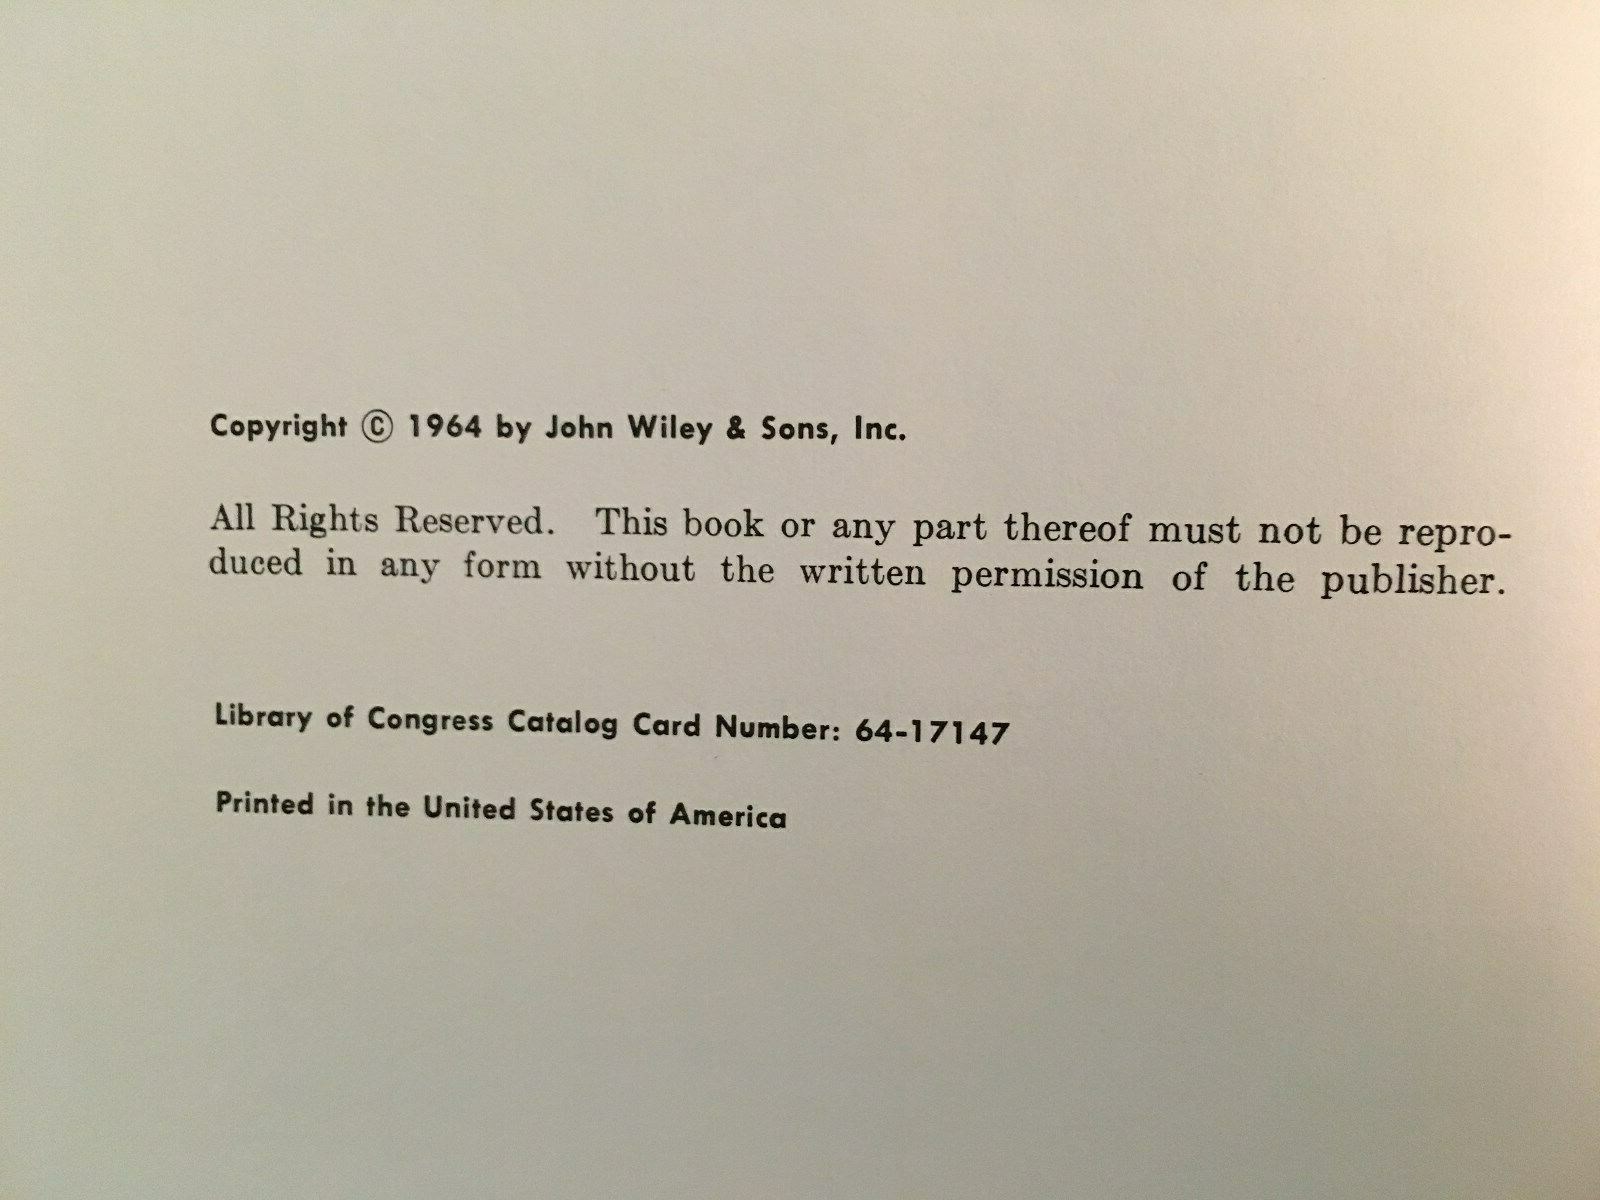 Copyright © 1964 by John Wiley & Sons, Inc.
All Rights Reserved. This book or any part thereof must not be repro-
duced in any form without the written permission of the publisher.
Library of Congress Catalog Card Number: 64-17147
Printed in the United States of America